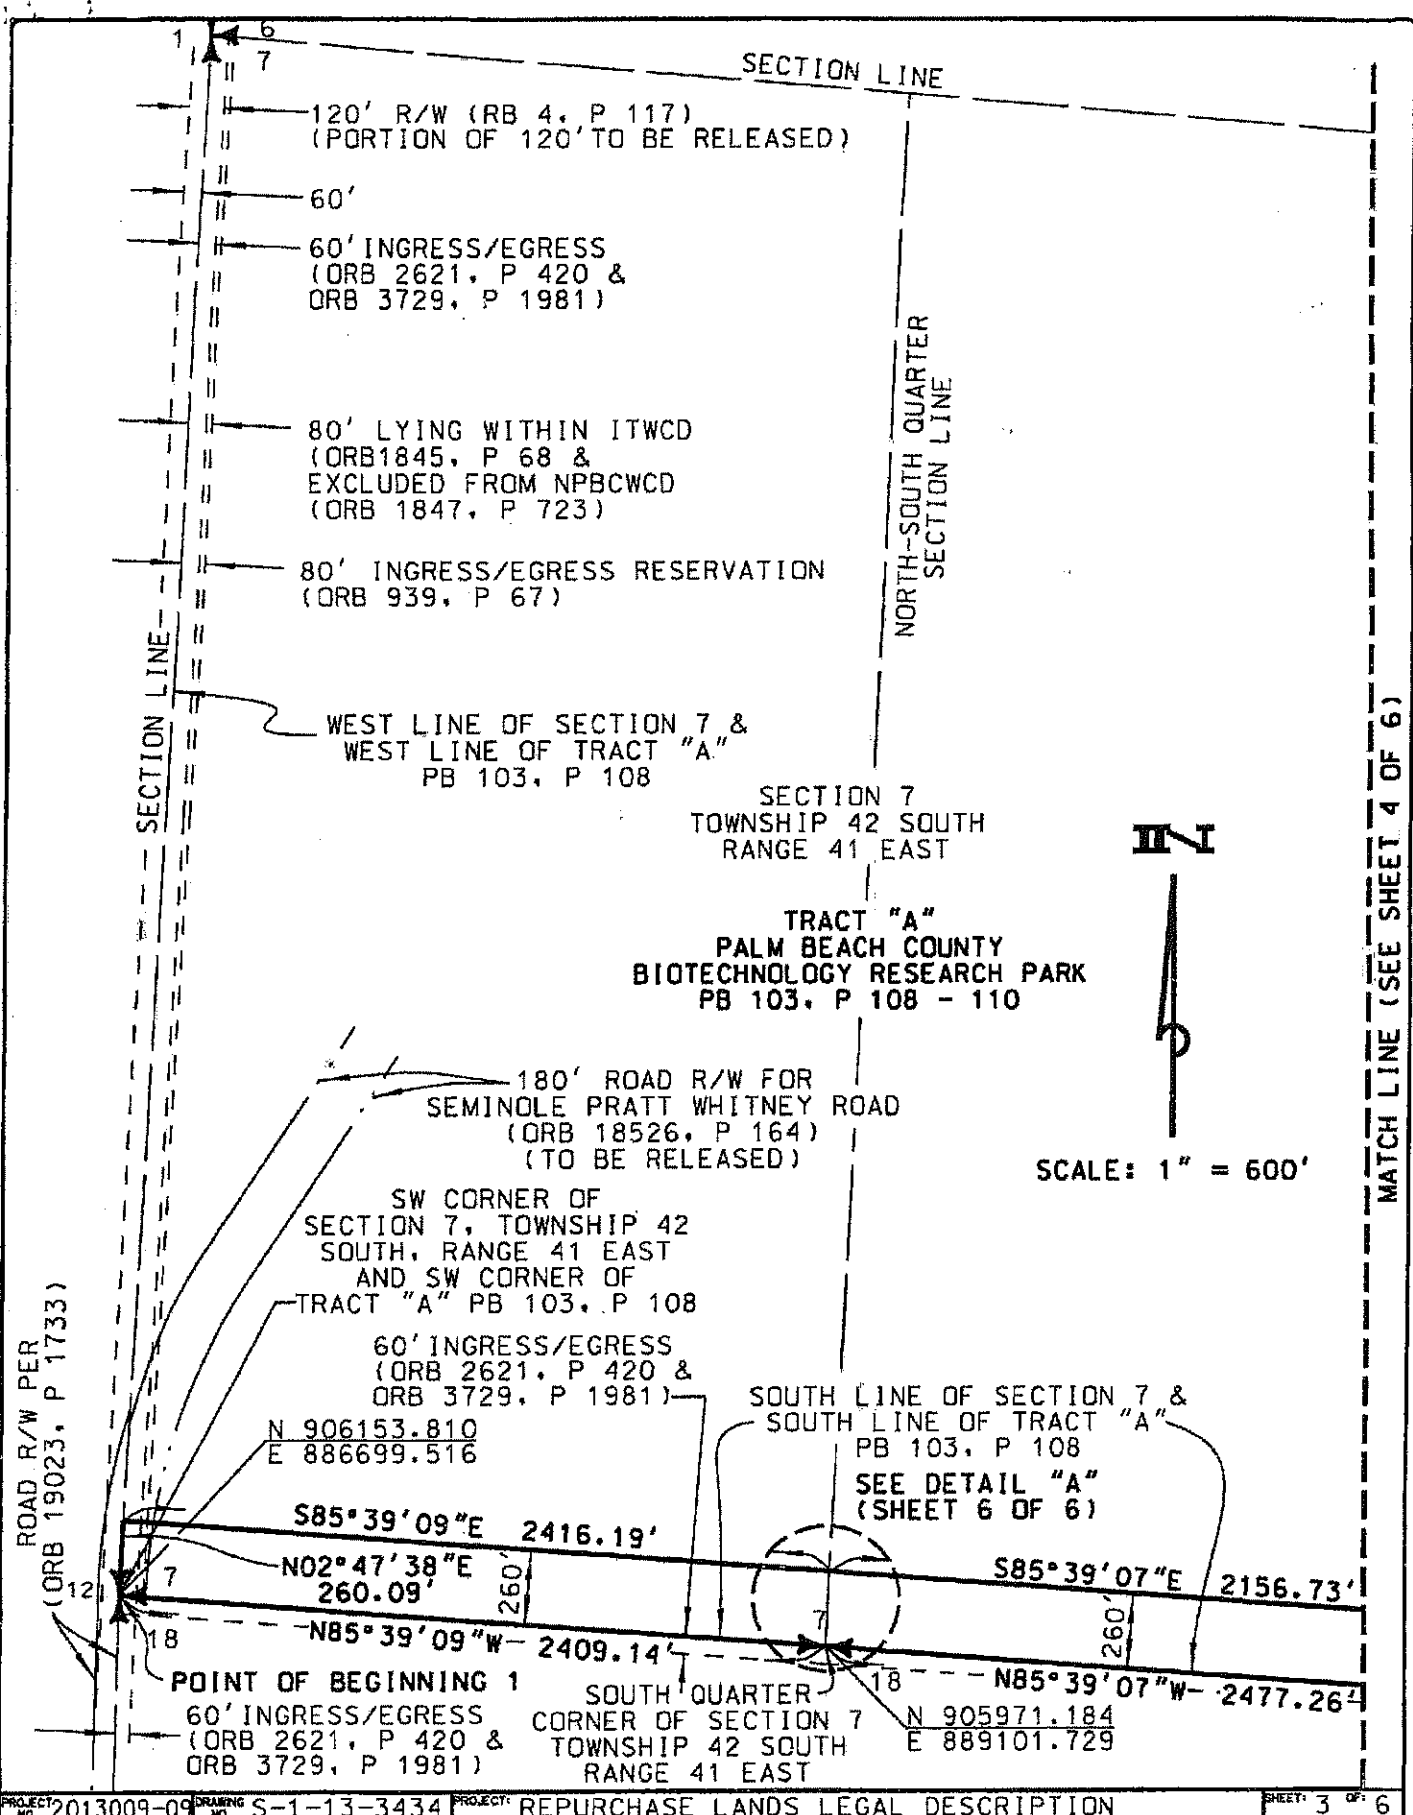 1
6
7
SECTION LINE
120' R/W (RB 4, P 117)
(PORTION OF 120' TO BE RELEASED)
60'
60' INGRESS/EGRESS
(ORB 2621, P 420 &
ORB 3729, P 1981)
80' LYING WITHIN ITWCD
(ORB1845, P 68 &
EXCLUDED FROM NPBCWCD
(ORB 1847, P 723)
80' INGRESS/EGRESS RESERVATION
(ORB 939, P 67)
NORTH-SOUTH QUARTER
SECTION LINE
SECTION LINE
WEST LINE OF SECTION 7 &
WEST LINE OF TRACT "A"
PB 103, P 108
SECTION 7
TOWNSHIP 42 SOUTH
RANGE 41 EAST
TRACT "A"
PALM BEACH COUNTY
BIOTECHNOLOGY RESEARCH PARK
PB 103, P 108 - 110
N
SCALE: 1" = 600'
MATCH LINE (SEE SHEET 4 OF 6)
180' ROAD R/W FOR
SEMINOLE PRATT WHITNEY ROAD
(ORB 18526, P 164)
(TO BE RELEASED)
SW CORNER OF
SECTION 7, TOWNSHIP 42
SOUTH, RANGE 41 EAST
AND SW CORNER OF
TRACT "A" PB 103, P 108
60' INGRESS/EGRESS
(ORB 2621, P 420 &
ORB 3729, P 1981)
SOUTH LINE OF SECTION 7 &
SOUTH LINE OF TRACT "A"
PB 103, P 108
SEE DETAIL "A"
(SHEET 6 OF 6)
ROAD R/W PER
(ORB 19023, P 1733)
N 906153.810
E 886699.516
S85°39'09"E 2416.19'
N02°47'38"E
260.09'
260'
S85°39'07"E 2156.73'
260'
12
7
18
N85°39'09"W 2409.14'
7
18
N85°39'07"W 2477.26'
POINT OF BEGINNING 1
60' INGRESS/EGRESS
(ORB 2621, P 420 &
ORB 3729, P 1981)
SOUTH QUARTER
CORNER OF SECTION 7
TOWNSHIP 42 SOUTH
RANGE 41 EAST
N 905971.184
E 889101.729
PROJECT NO. 2013009-09 DRAWING NO. S-1-13-3434 PROJECT: REPURCHASE LANDS LEGAL DESCRIPTION SHEET: 3 OF: 6